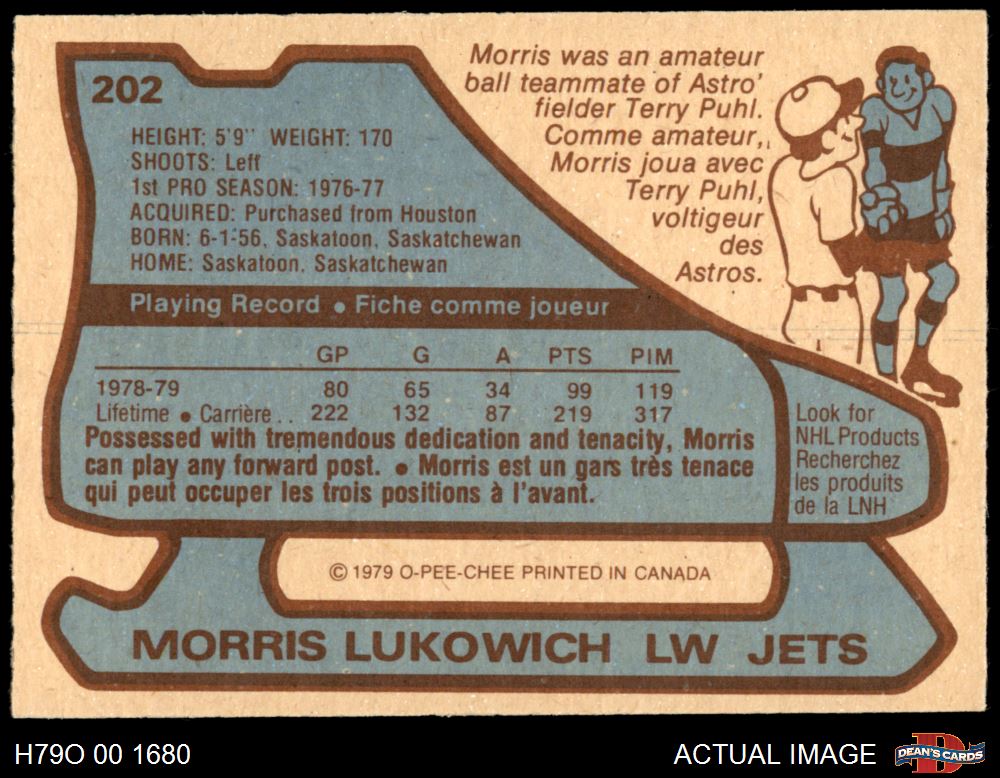 202
HEIGHT: 5'9" WEIGHT: 170
SHOOTS: Left
1st PRO SEASON: 1976-77
ACQUIRED: Purchased from Houston
BORN: 6-1-56, Saskatoon, Saskatchewan
HOME: Saskatoon, Saskatchewan
Morris was an amateur
ball teammate of Astro'
fielder Terry Puhl.
Comme amateur,
Morris joua avec
Terry Puhl,
voltigeur
des
Astros.
Playing Record • Fiche comme joueur
GP G A PTS PIM
1978-79 80 65 34 99 119
Lifetime • Carrière . . 222 132 87 219 317
Possessed with tremendous dedication and tenacity, Morris
can play any forward post. • Morris est un gars très tenace
qui peut occuper les trois positions à l'avant.
Look for
NHL Products
Recherchez
les produits
de la LNH
© 1979 O-PEE-CHEE PRINTED IN CANADA
MORRIS LUKOWICH LW JETS
H79O 00 1680
ACTUAL IMAGE
D
DEAN'S CARDS